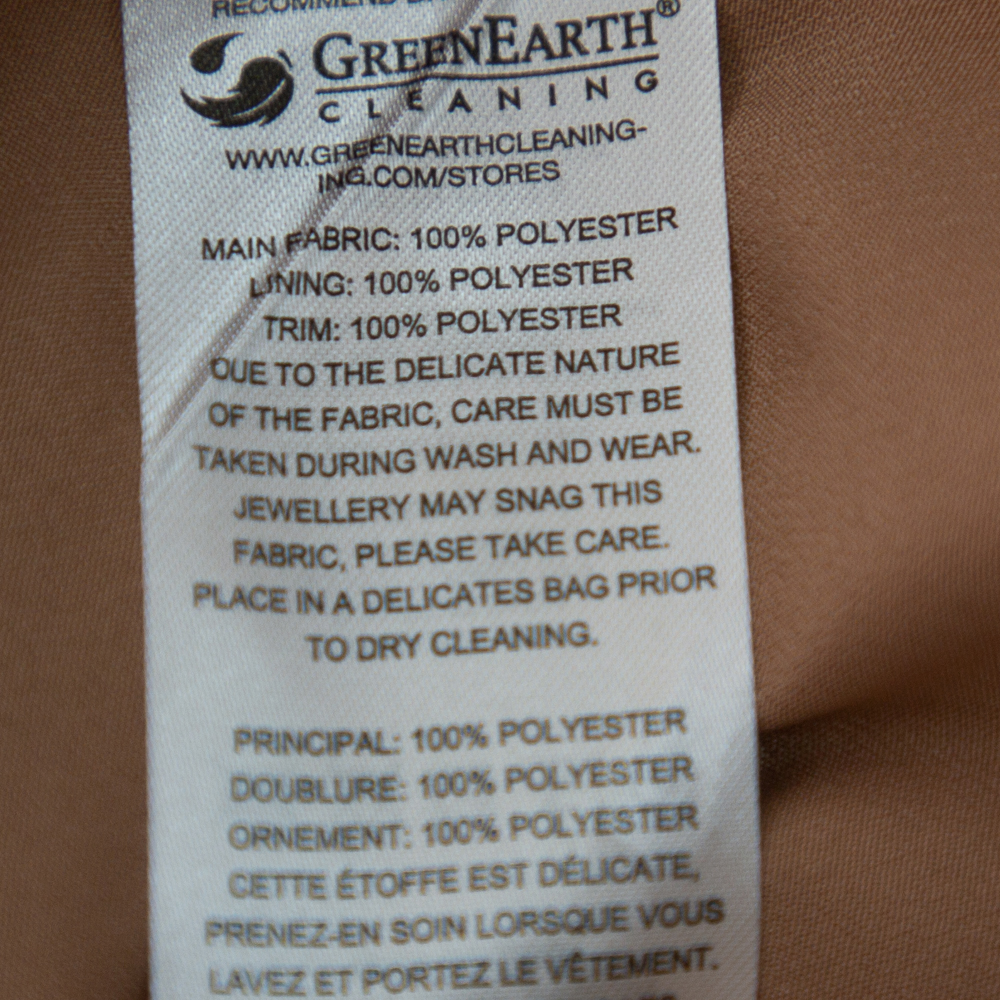 RECOMMEND
GREENEARTH®
CLEANING
WWW.GREENEARTHCLEANING-
ING.COM/STORES
MAIN FABRIC: 100% POLYESTER
LINING: 100% POLYESTER
TRIM: 100% POLYESTER
DUE TO THE DELICATE NATURE
OF THE FABRIC, CARE MUST BE
TAKEN DURING WASH AND WEAR.
JEWELLERY MAY SNAG THIS
FABRIC, PLEASE TAKE CARE.
PLACE IN A DELICATES BAG PRIOR
TO DRY CLEANING.
PRINCIPAL: 100% POLYESTER
DOUBLURE: 100% POLYESTER
ORNEMENT: 100% POLYESTER
CETTE ÉTOFFE EST DÉLICATE,
PRENEZ-EN SOIN LORSQUE VOUS
LAVEZ ET PORTEZ LE VÊTEMENT.